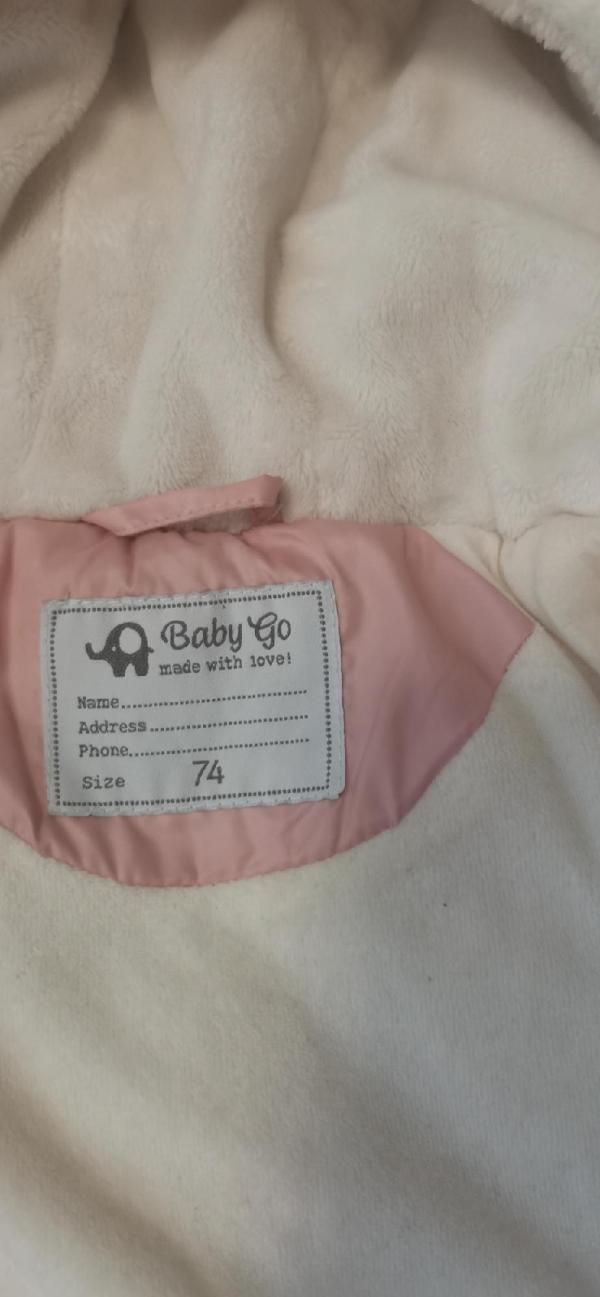 Baby Go
made with love!
Name........................................
Address..................................
Phone......................................
Size 74